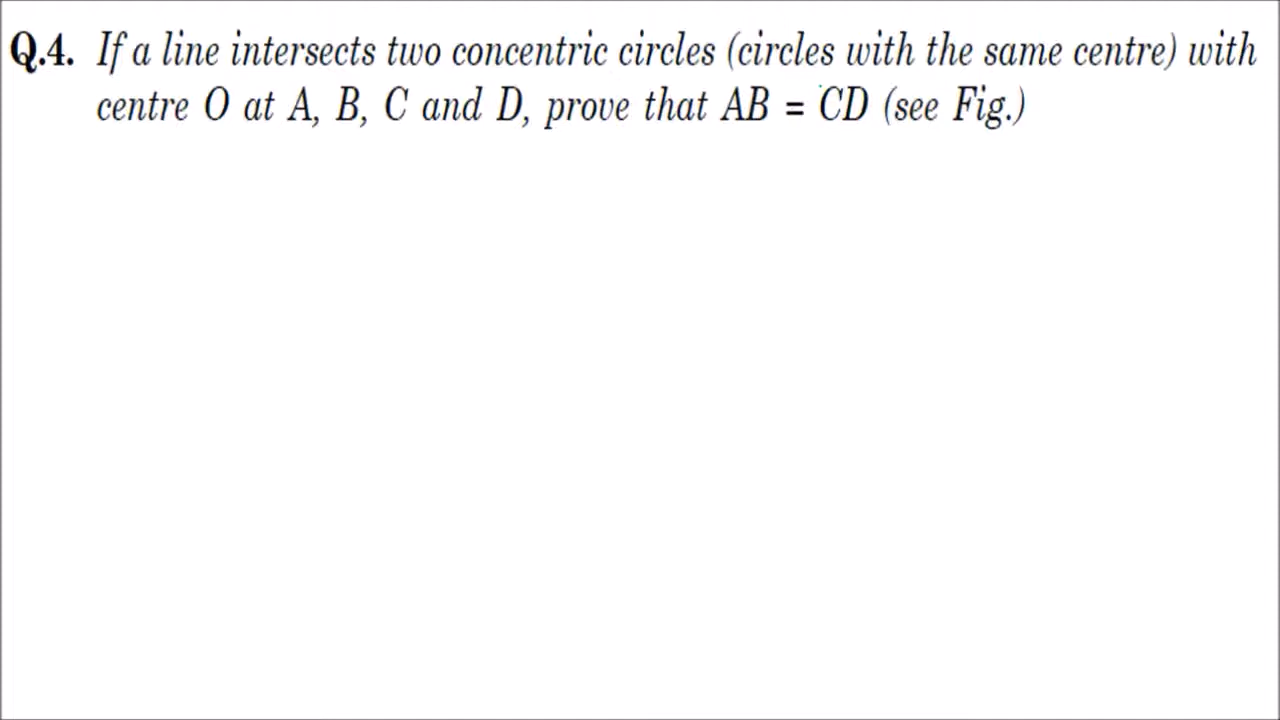 Q.4. If a line intersects two concentric circles (circles with the same centre) with
centre O at A, B, C and D, prove that AB = CD (see Fig.)